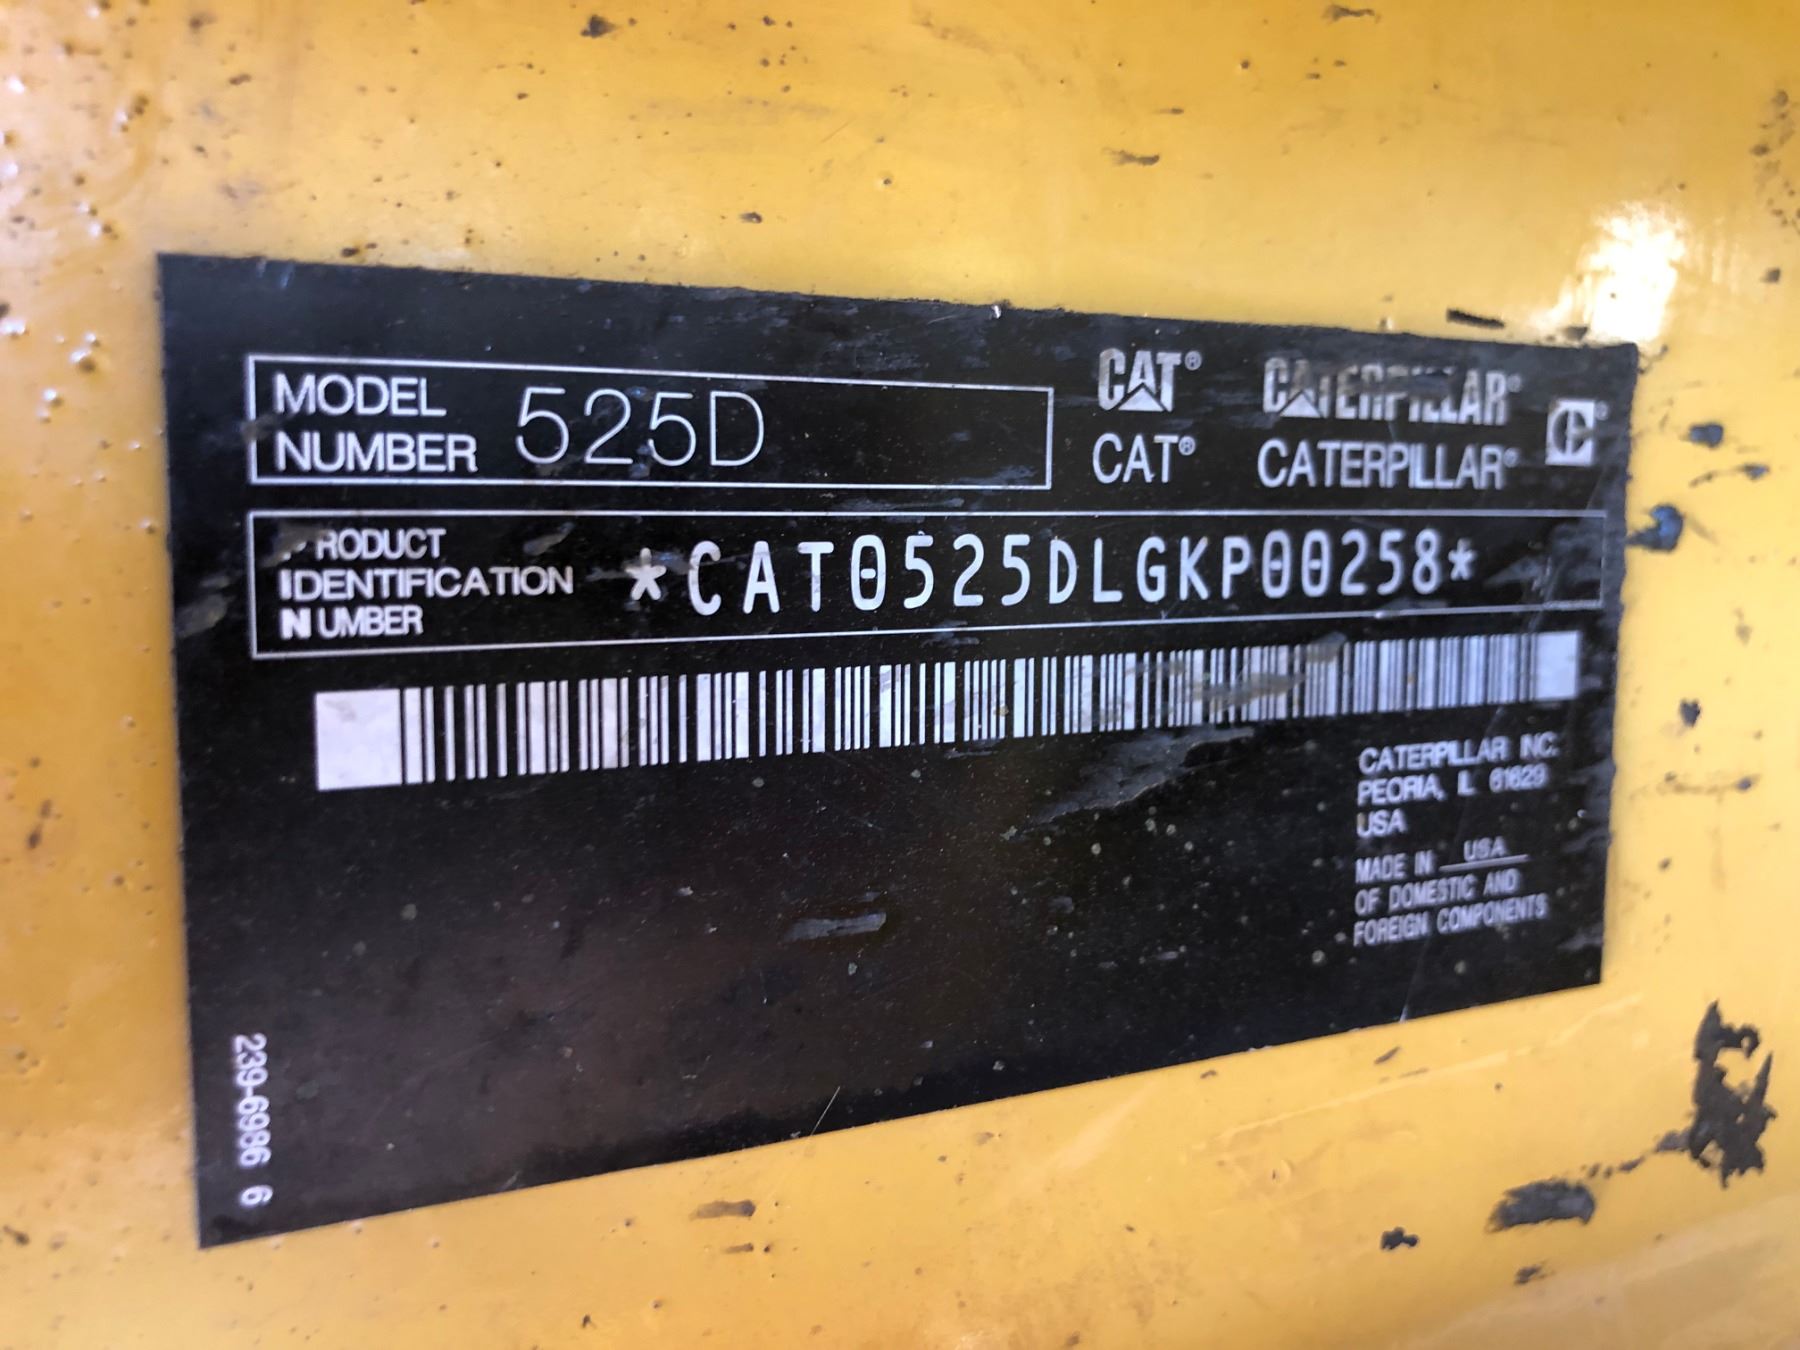 MODEL
NUMBER 525D
CAT® CATERPILLAR®
CAT® CATERPILLAR®
PRODUCT
IDENTIFICATION
NUMBER
*CAT0525DLGKP00258*
CATERPILLAR INC.
PEORIA, IL 61629
USA
MADE IN USA
OF DOMESTIC AND
FOREIGN COMPONENTS
239-6986 6